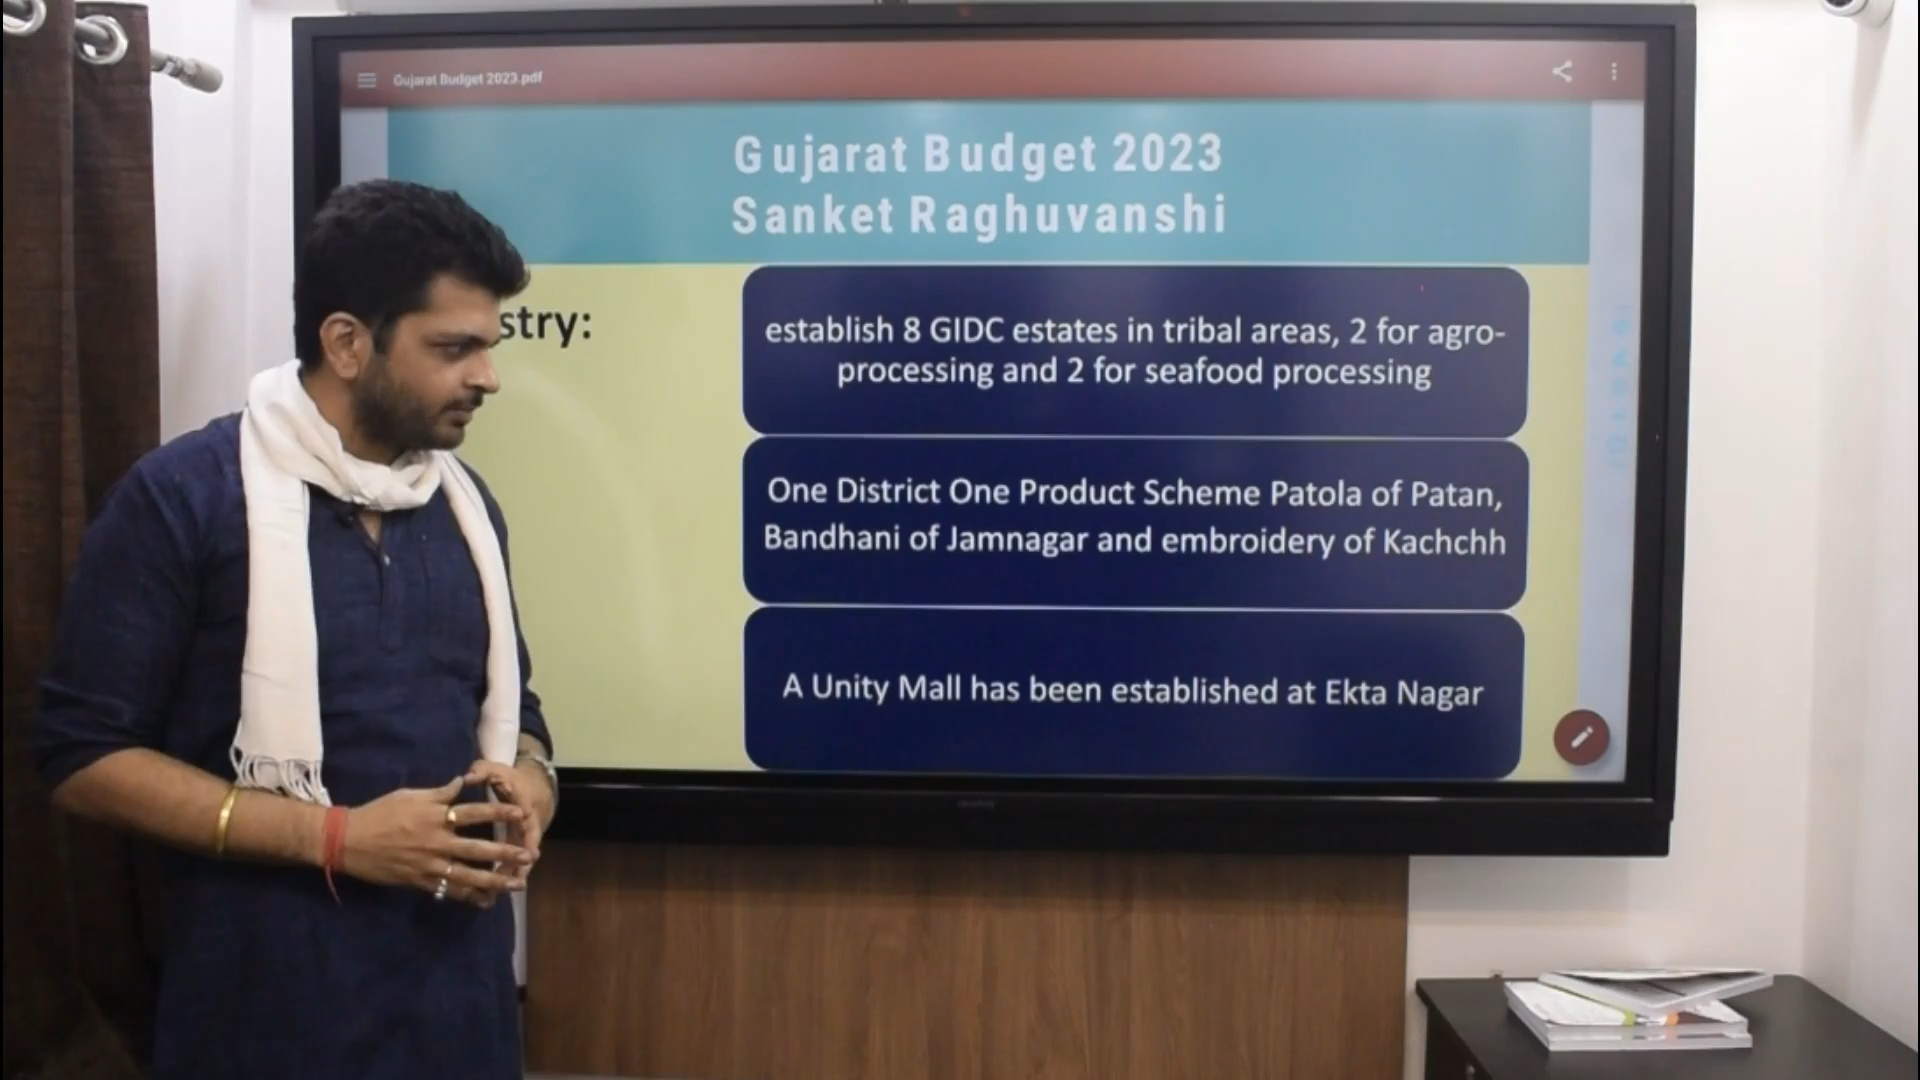 Gujarat Budget 2023.pdf
Gujarat Budget 2023
Sanket Raghuvanshi
stry:
establish 8 GIDC estates in tribal areas, 2 for agro-
processing and 2 for seafood processing
One District One Product Scheme Patola of Patan,
Bandhani of Jamnagar and embroidery of Kachchh
A Unity Mall has been established at Ekta Nagar